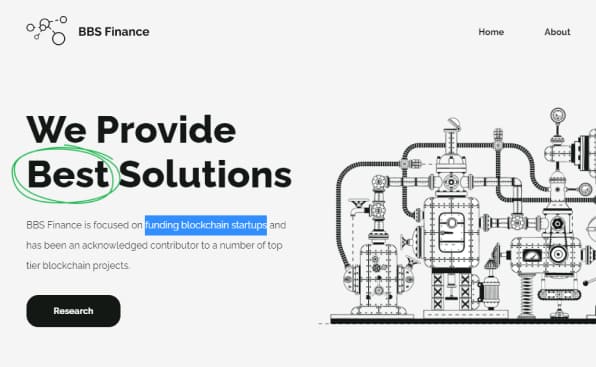 BBS Finance
Home
About
We Provide
Best Solutions
BBS Finance is focused on funding blockchain startups and
has been an acknowledged contributor to a number of top
tier blockchain projects.
Research